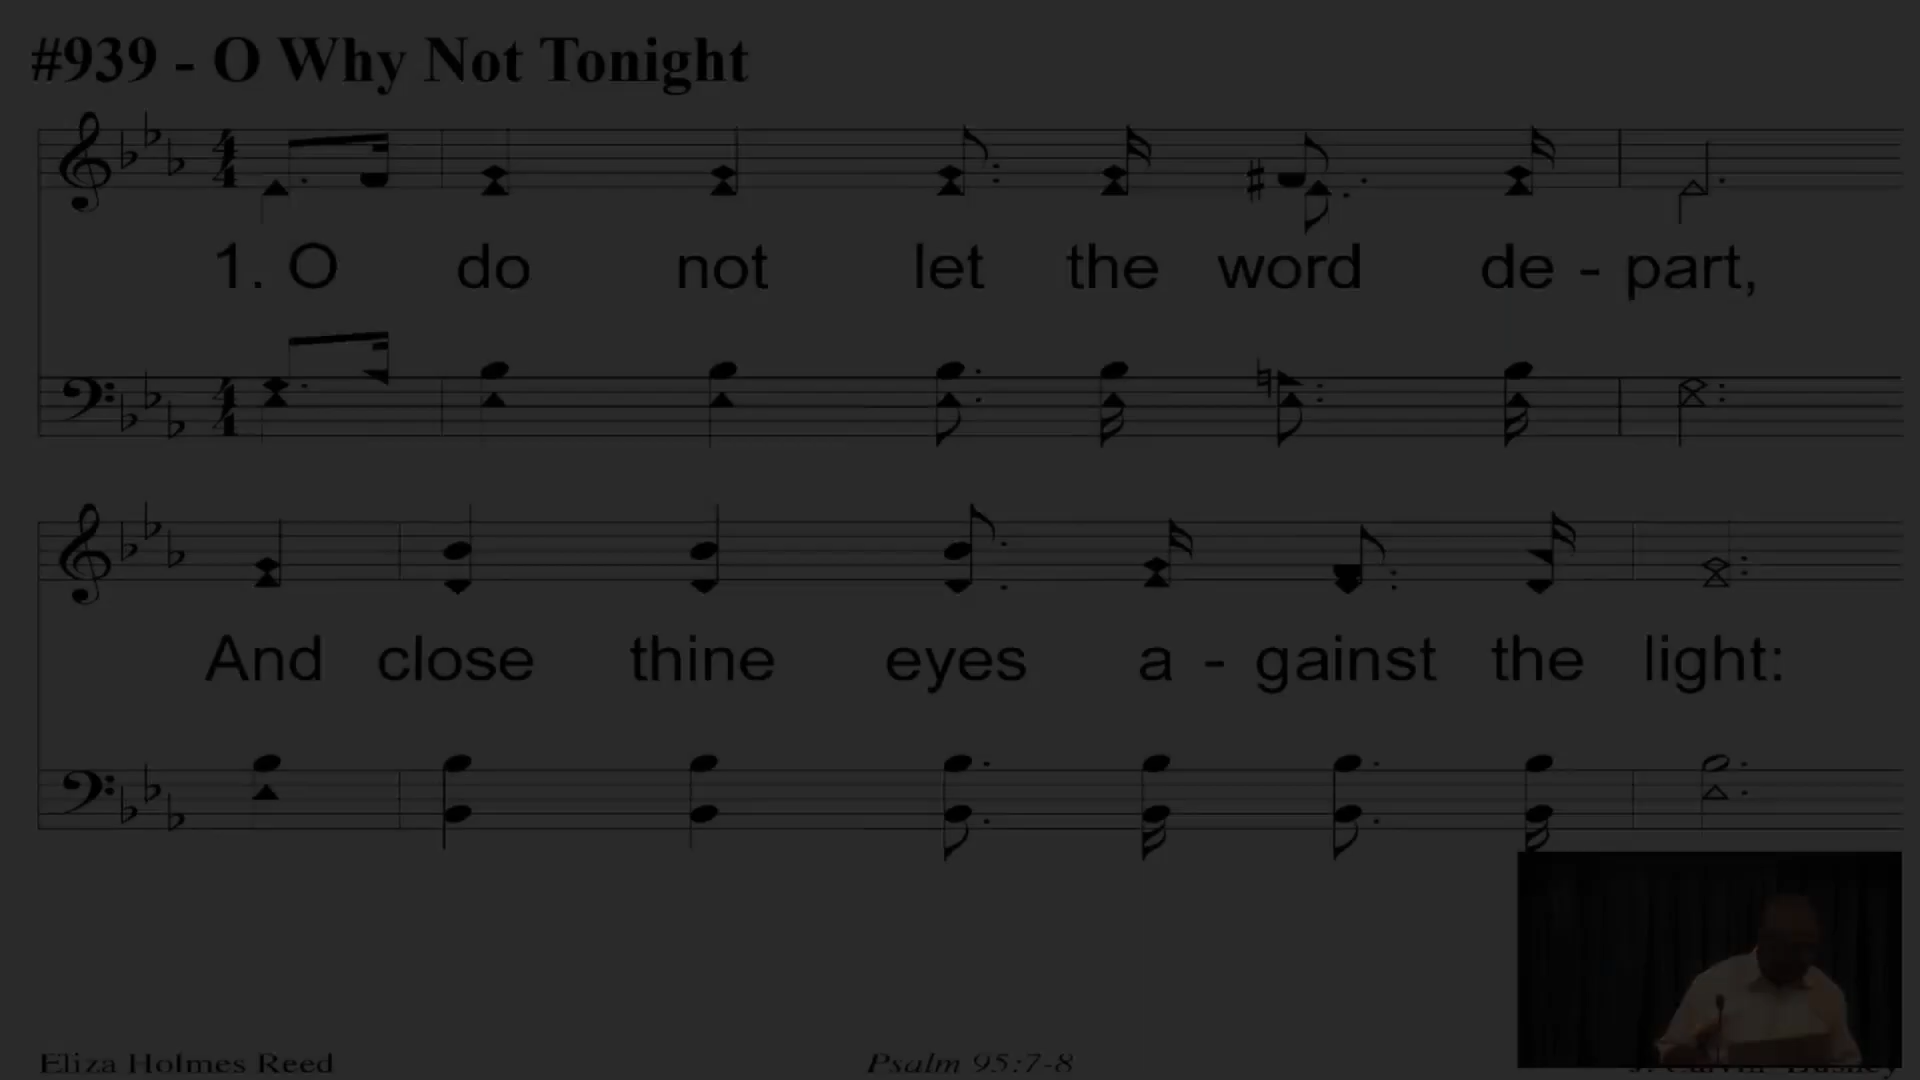 #939 - O Why Not Tonight
1. O do not let the word de - part,
And close thine eyes a - gainst the light:
Eliza Holmes Reed
Psalm 95:7-8